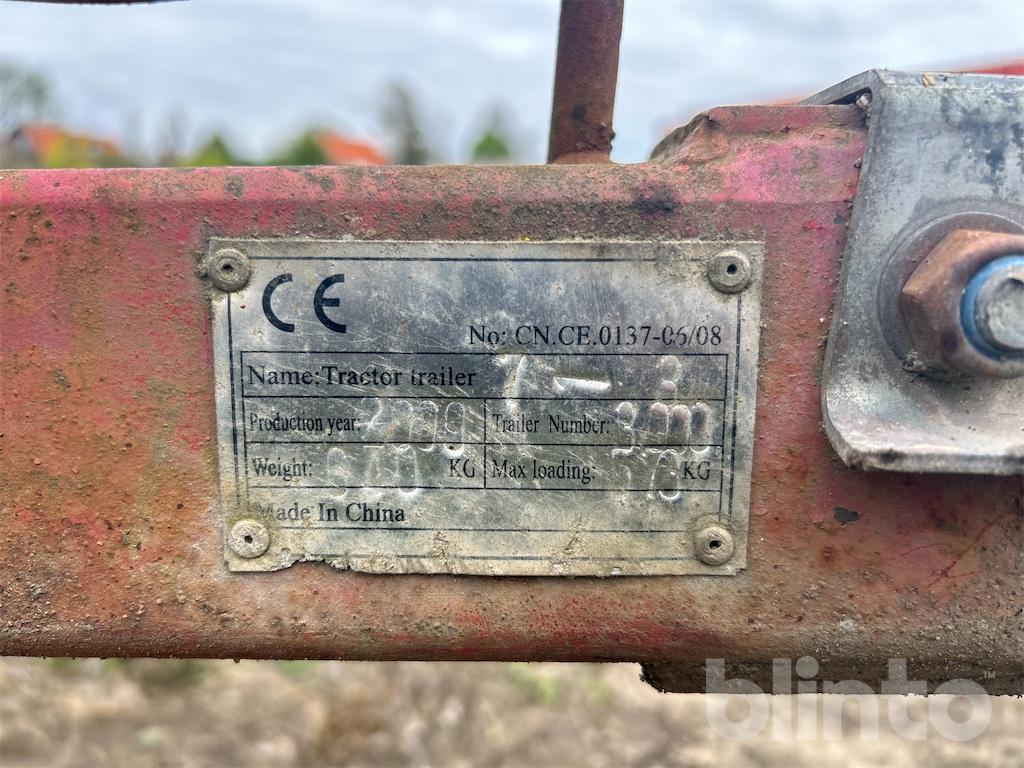 CE
No: CN.CE.0137-06/08
Name:Tractor trailer
Production year: Trailer Number:
Weight: KG Max loading: KG
Made In China
blinto™